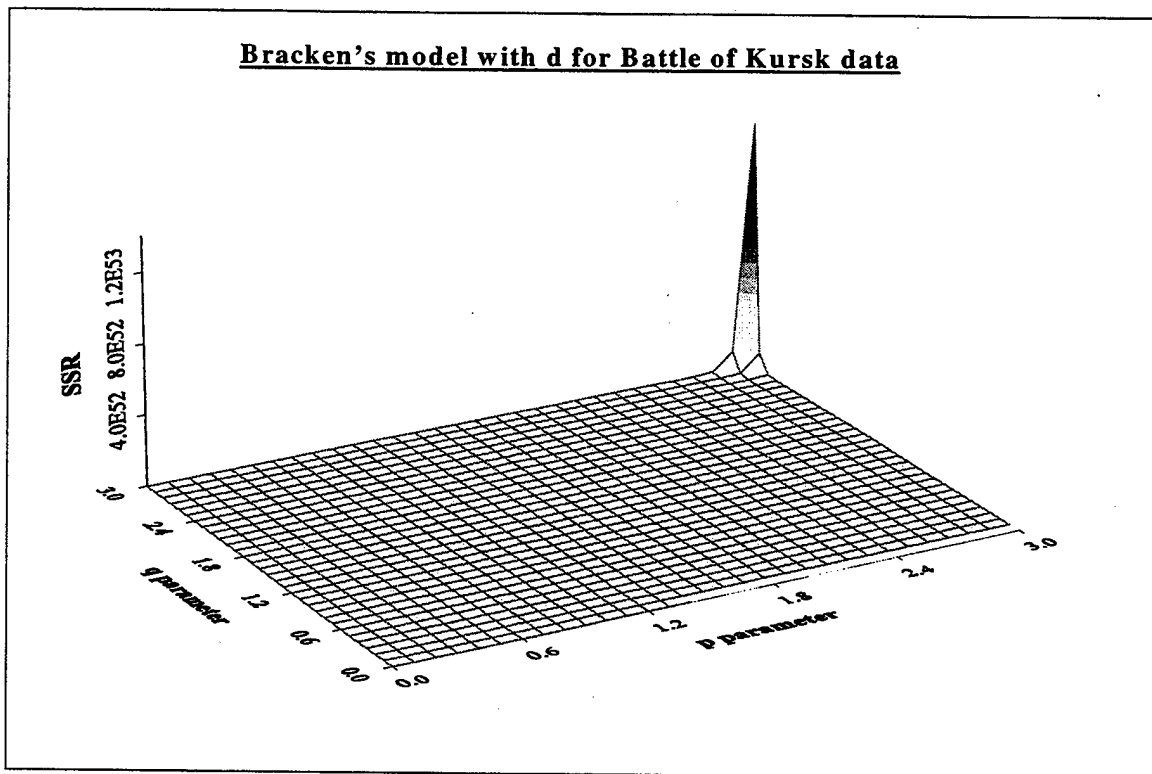 Bracken's model with d for Battle of Kursk data
SSR
4.0E52 8.0E52 1.2E53
3.0
2.4
1.8
1.2
0.6
0.0
q parameter
0.0
0.6
1.2
1.8
2.4
3.0
p parameter